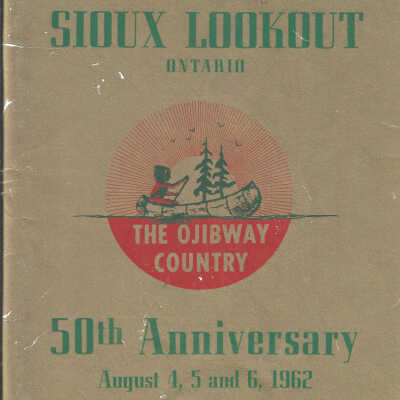 SIOUX LOOKOUT
ONTARIO
THE OJIBWAY
COUNTRY
50th Anniversary
August 4, 5 and 6, 1962